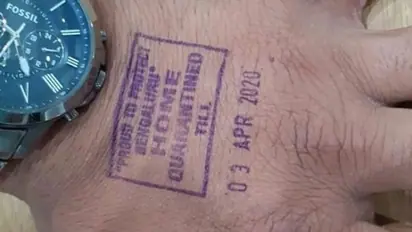 FOSSIL
"PROUD TO PROTECT
BENGALURU"
HOME
QUARANTINED
TILL
03 APR 2020